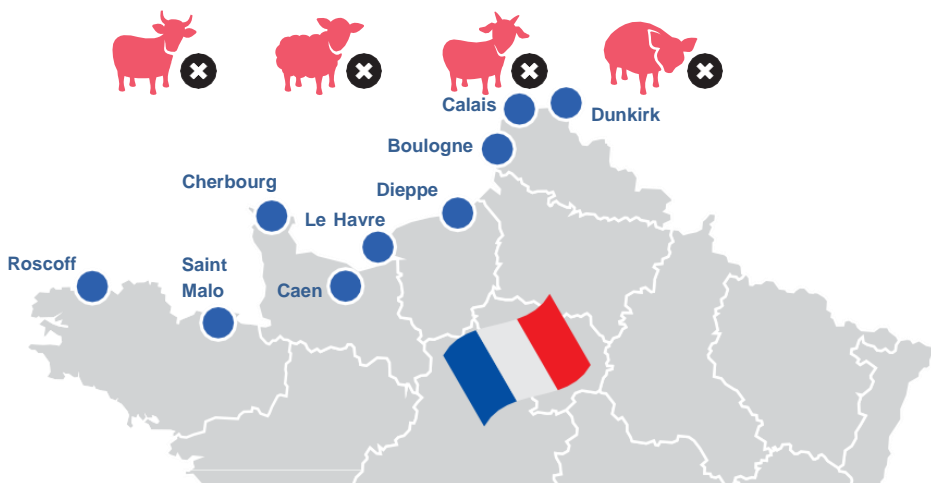 Calais
Dunkirk
Boulogne
Cherbourg
Dieppe
Le Havre
Roscoff
Saint
Malo
Caen